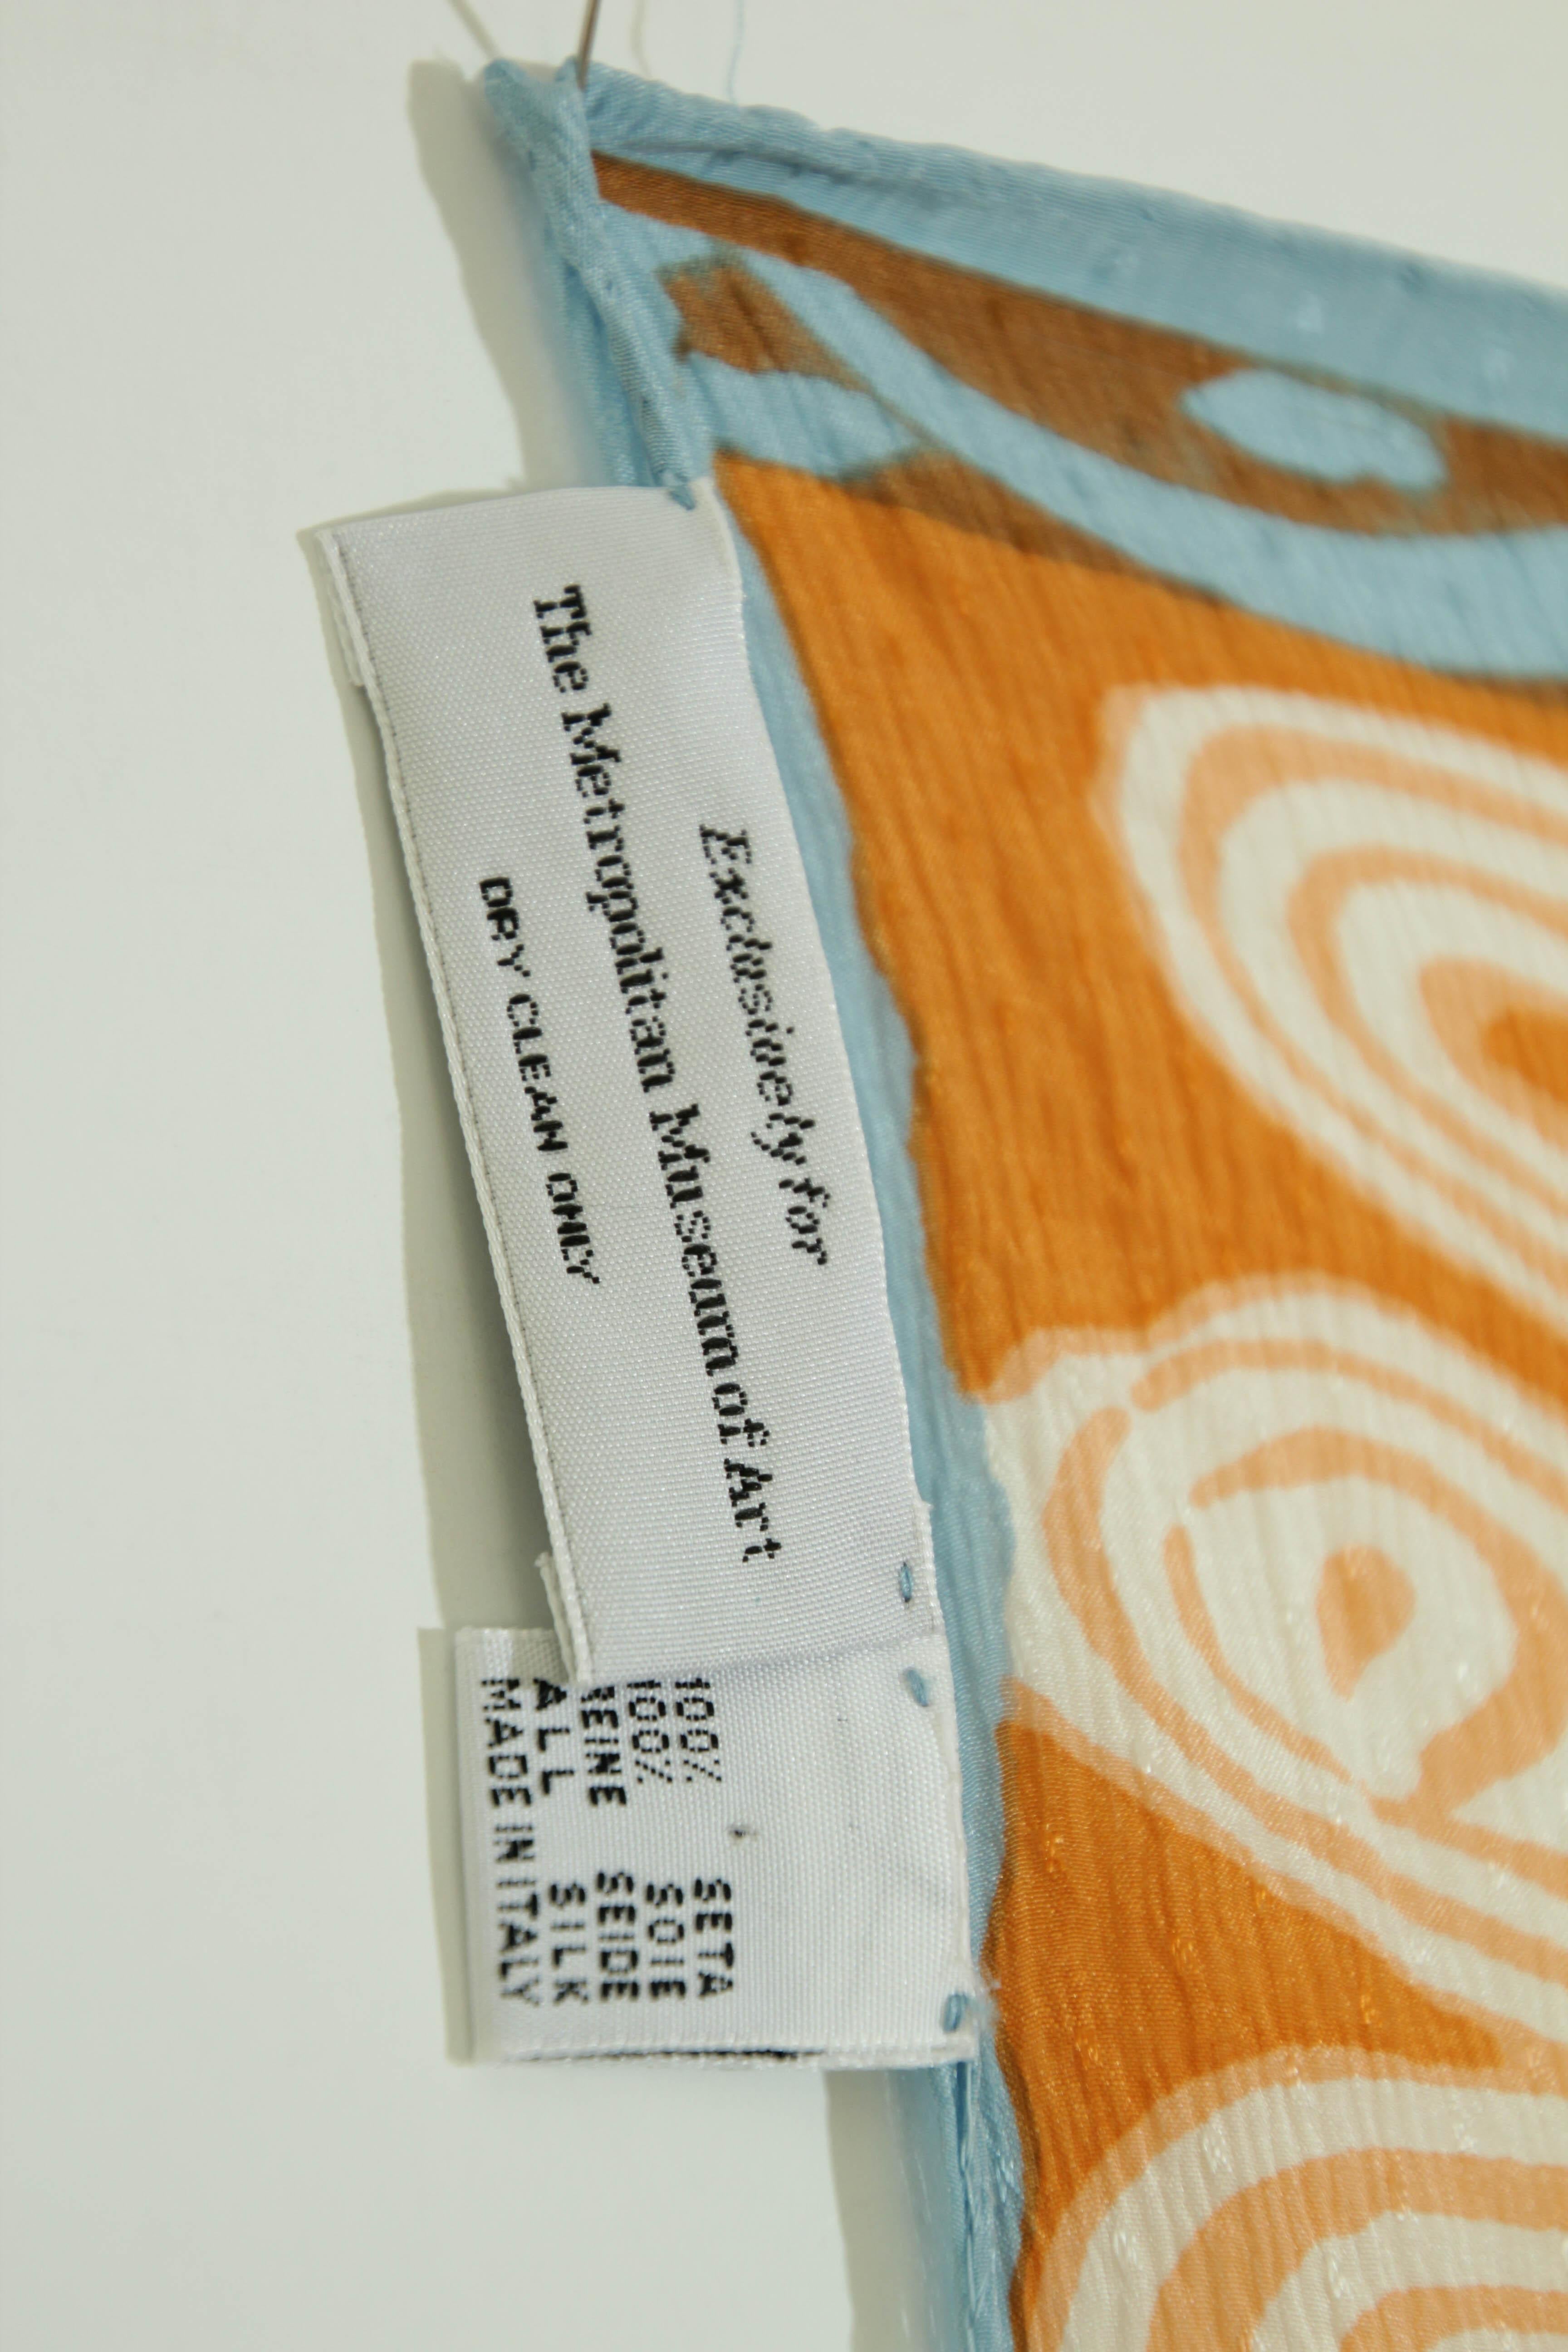 Exclusively for
The Metropolitan Museum of Art
DRY CLEAN ONLY
100% SETA
100% SOIE
REINE SEIDE
ALL SILK
MADE IN ITALY